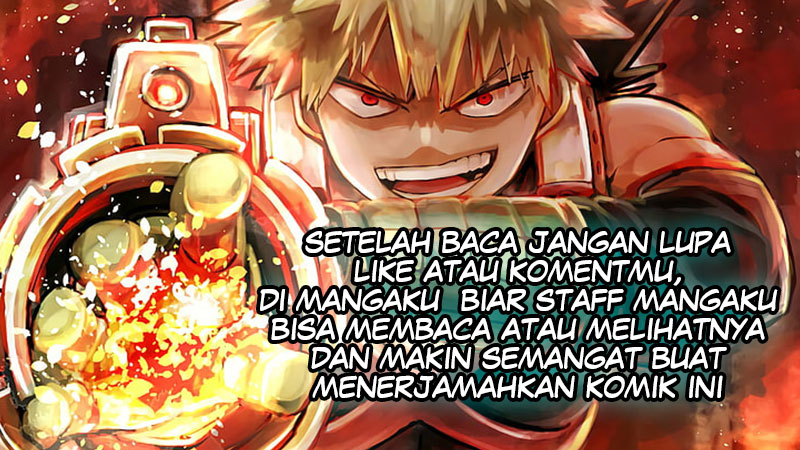 SETELAH BACA JANGAN LUPA
LIKE ATAU KOMENTMU,
DI MANGAKU BIAR STAFF MANGAKU
BISA MEMBACA ATAU MELIHATNYA
DAN MAKIN SEMANGAT BUAT
MENERJAMAHKAN KOMIK INI